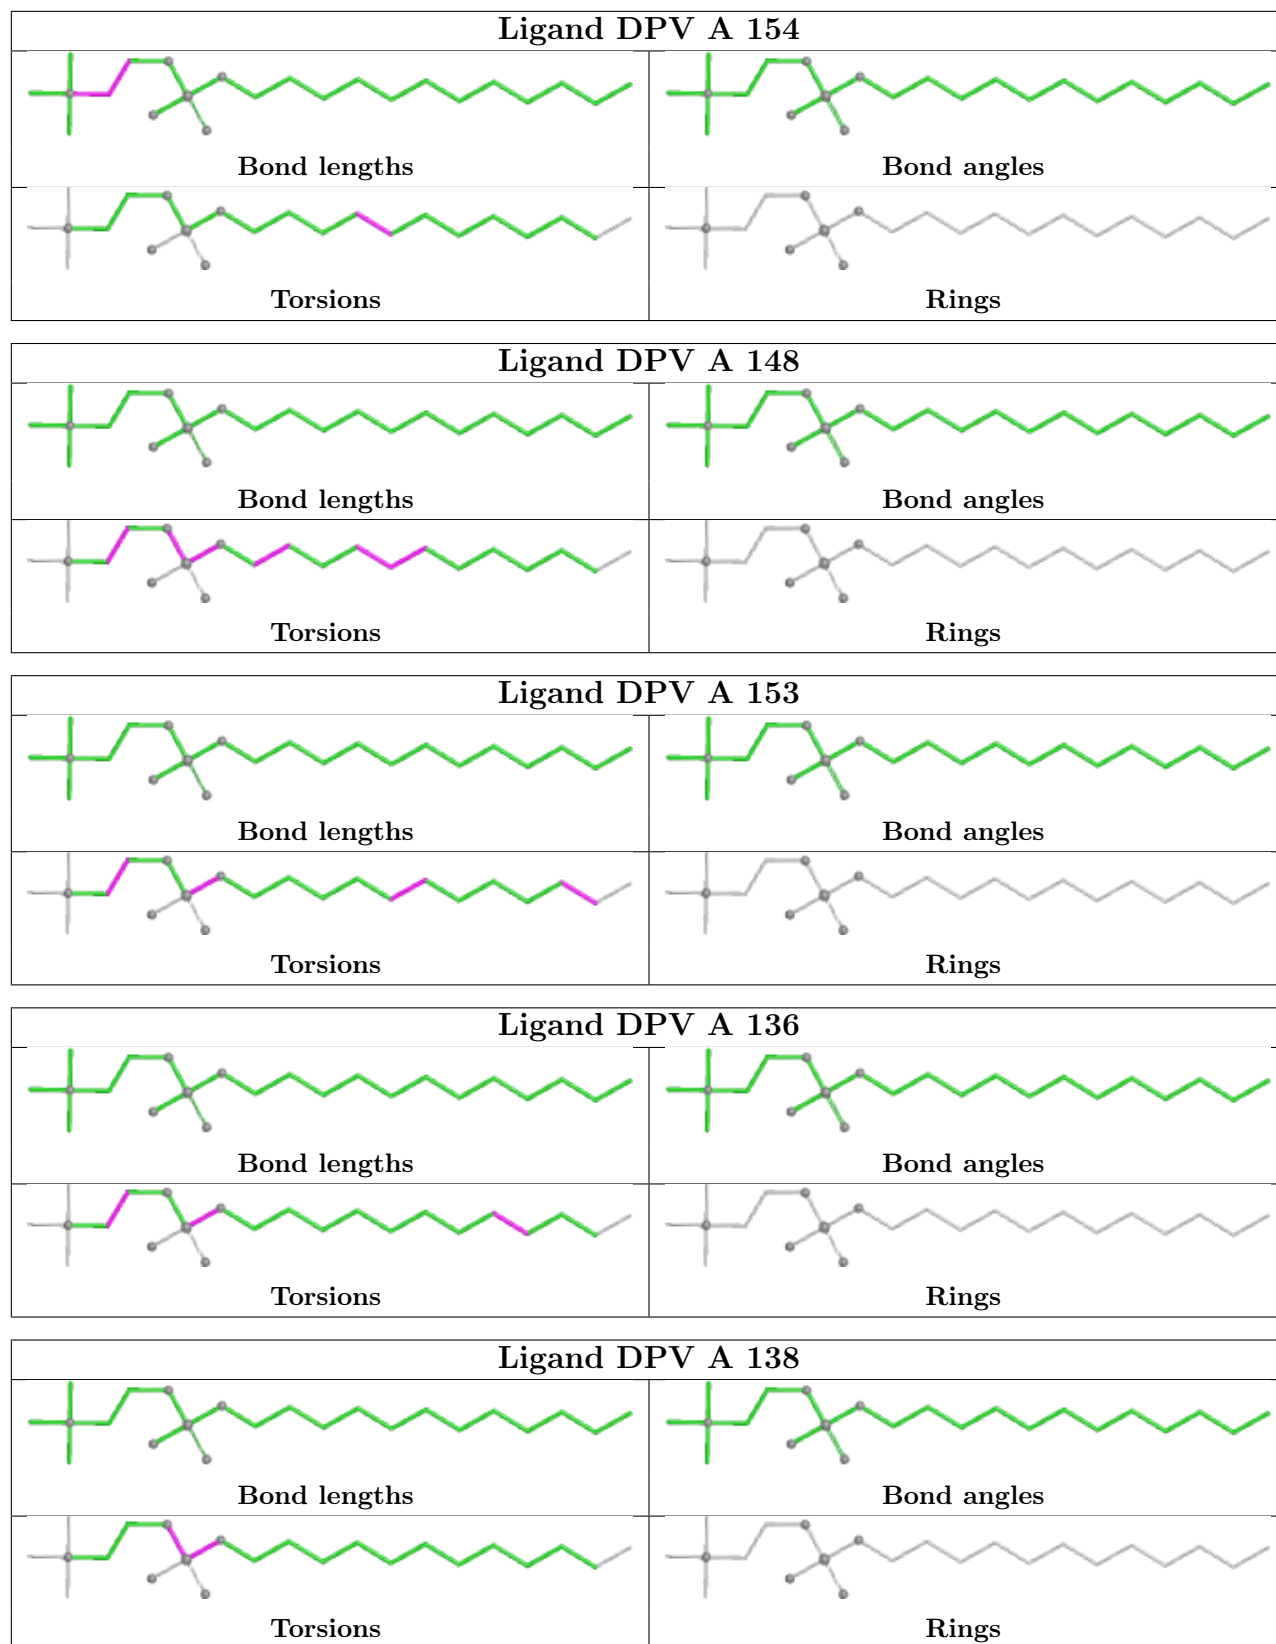 Ligand DPV A 154
Bond lengths
Bond angles
Torsions
Rings
Ligand DPV A 148
Bond lengths
Bond angles
Torsions
Rings
Ligand DPV A 153
Bond lengths
Bond angles
Torsions
Rings
Ligand DPV A 136
Bond lengths
Bond angles
Torsions
Rings
Ligand DPV A 138
Bond lengths
Bond angles
Torsions
Rings